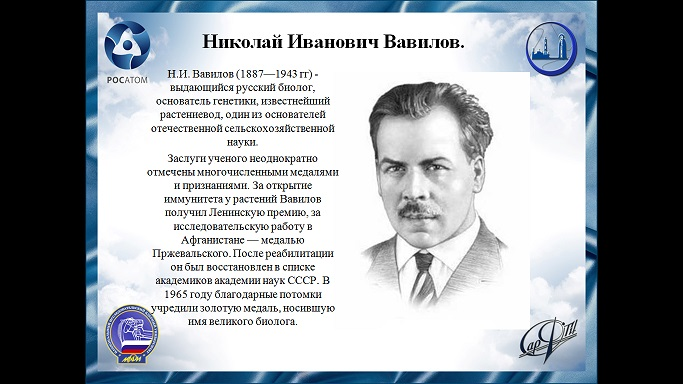 Николай Иванович Вавилов.
РОСАТОМ
Н.И. Вавилов (1887—1943 гг) -
выдающийся русский биолог,
основатель генетики, известнейший
растениевод, один из основателей
отечественной сельскохозяйственной
науки.
Заслуги ученого неоднократно
отмечены многочисленными медалями
и признаниями. За открытие
иммунитета у растений Вавилов
получил Ленинскую премию, за
исследовательскую работу в
Афганистане — медалью
Пржевальского. После реабилитации
он был восстановлен в списке
академиков академии наук СССР. В
1965 году благодарные потомки
учредили золотую медаль, носившую
имя великого биолога.
СарФТИ